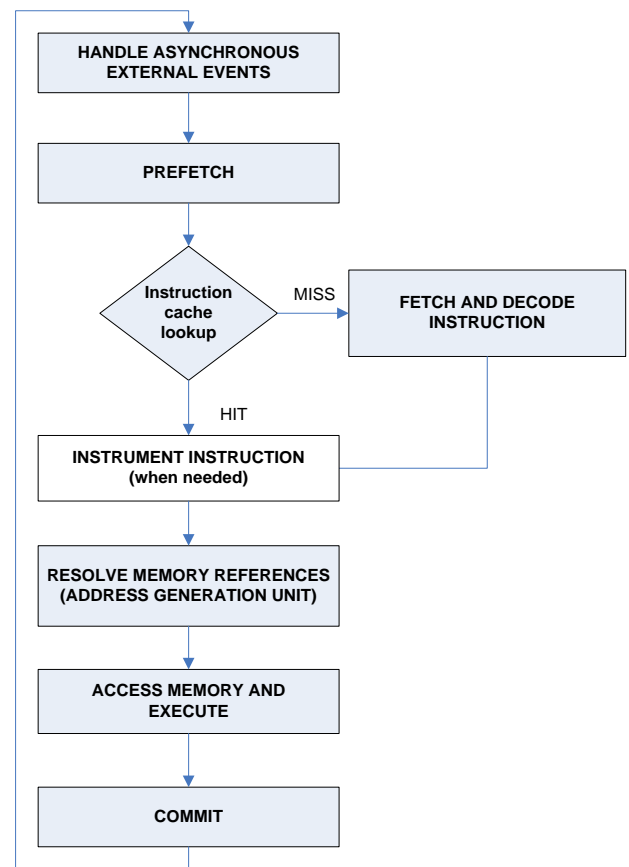 HANDLE ASYNCHRONOUS
EXTERNAL EVENTS
PREFETCH
Instruction
cache
lookup
MISS
FETCH AND DECODE
INSTRUCTION
HIT
INSTRUMENT INSTRUCTION
(when needed)
RESOLVE MEMORY REFERENCES
(ADDRESS GENERATION UNIT)
ACCESS MEMORY AND
EXECUTE
COMMIT